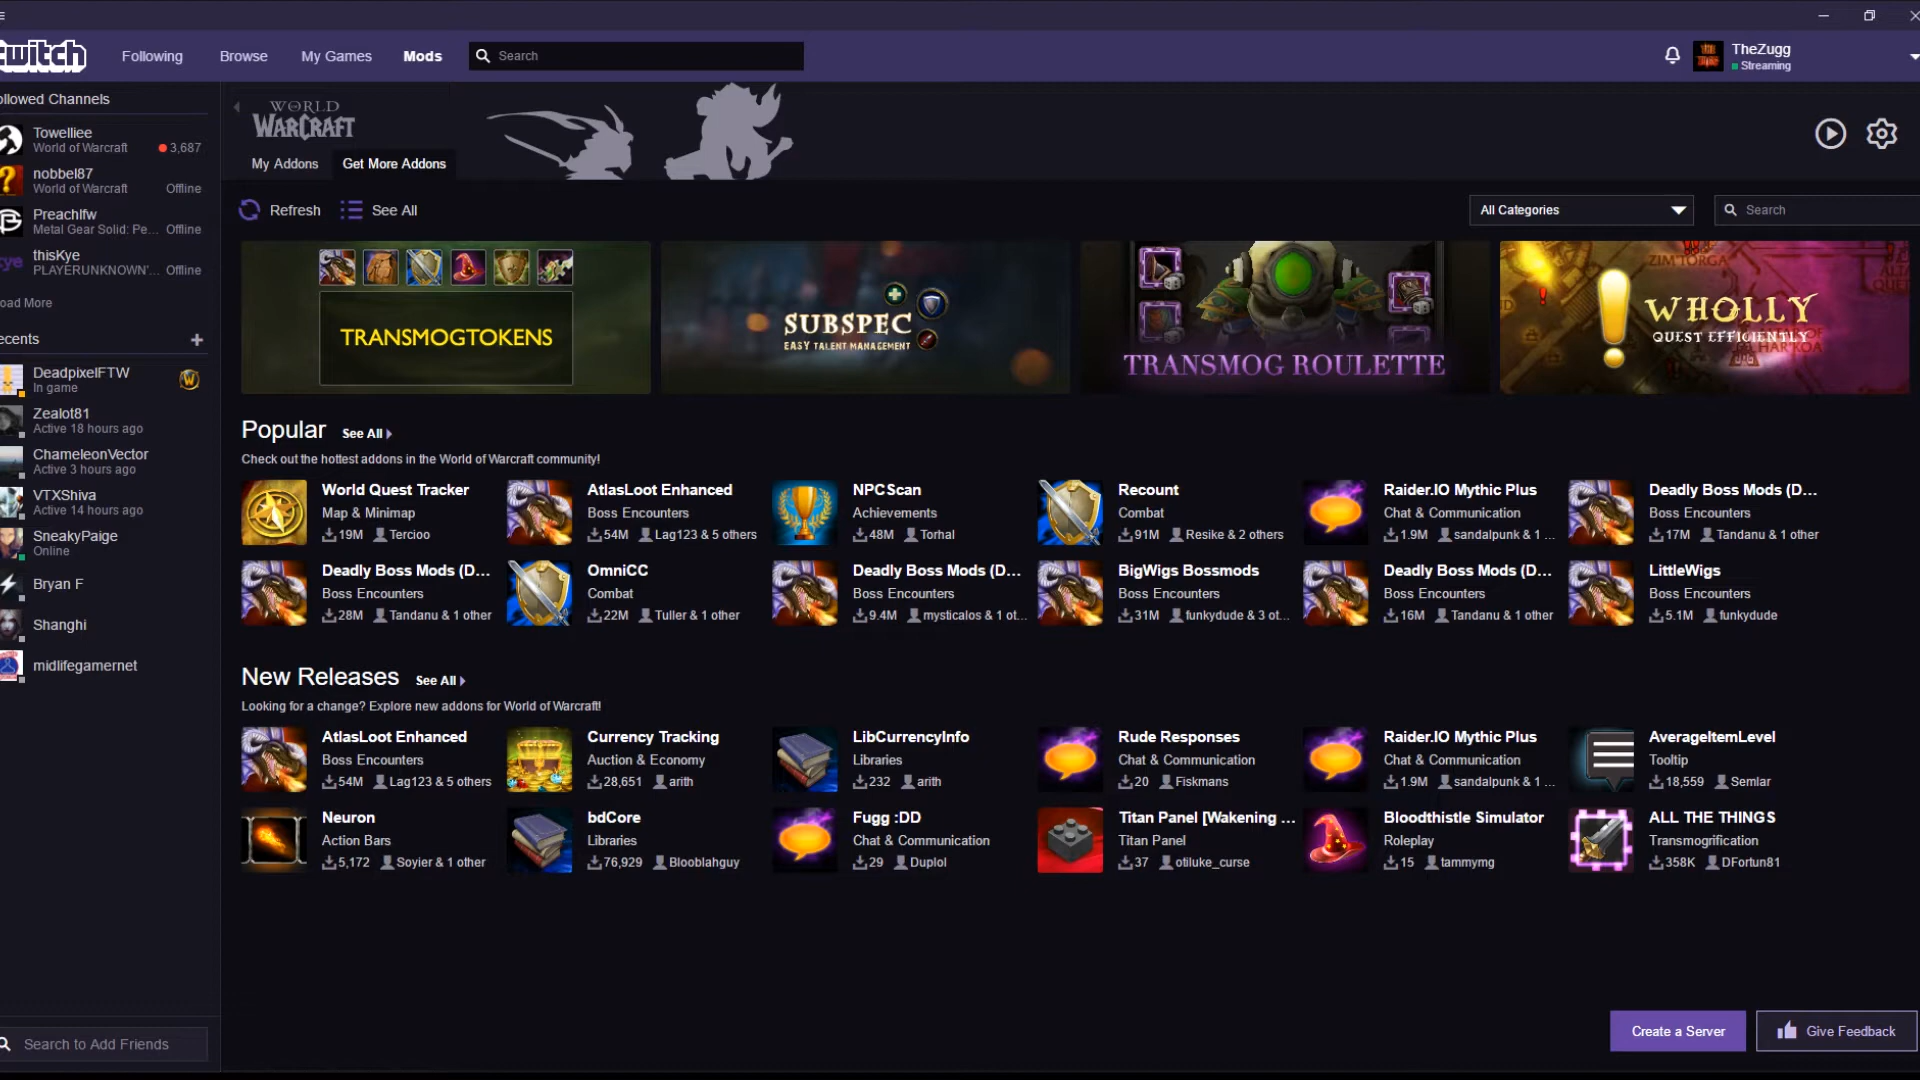 twitch
Following
Browse
My Games
Mods
Search
TheZugg
Streaming
ollowed Channels
Towelliee
World of Warcraft
3,687
nobbel87
World of Warcraft
Offline
Preachlfw
Metal Gear Solid: Pe...
Offline
thisKye
PLAYERUNKNOWN'...
Offline
oad More
ecents
DeadpixelFTW
In game
Zealot81
Active 18 hours ago
ChameleonVector
Active 3 hours ago
VTXShiva
Active 14 hours ago
SneakyPaige
Online
Bryan F
Shanghi
midlifegamernet
Search to Add Friends
WORLD
OF
WARCRAFT
My Addons
Get More Addons
Refresh
See All
All Categories
Search
TRANSMOGTOKENS
SUBSPEC
EASY TALENT MANAGEMENT
TRANSMOG ROULETTE
ZIM'TORGA
WHOLLY
QUEST EFFICIENTLY
HAR'KOA
Popular
See All
Check out the hottest addons in the World of Warcraft community!
World Quest Tracker
Map & Minimap
19M Tercioo
AtlasLoot Enhanced
Boss Encounters
54M Lag123 & 5 others
NPCScan
Achievements
48M Torhal
Recount
Combat
91M Resike & 2 others
Raider.IO Mythic Plus
Chat & Communication
1.9M sandalpunk & 1 ...
Deadly Boss Mods (D...
Boss Encounters
17M Tandanu & 1 other
Deadly Boss Mods (D...
Boss Encounters
28M Tandanu & 1 other
OmniCC
Combat
22M Tuller & 1 other
Deadly Boss Mods (D...
Boss Encounters
9.4M mysticalos & 1 ot...
BigWigs Bossmods
Boss Encounters
31M funkydude & 3 ot...
Deadly Boss Mods (D...
Boss Encounters
16M Tandanu & 1 other
LittleWigs
Boss Encounters
5.1M funkydude
New Releases
See All
Looking for a change? Explore new addons for World of Warcraft!
AtlasLoot Enhanced
Boss Encounters
54M Lag123 & 5 others
Currency Tracking
Auction & Economy
28,651 arith
LibCurrencyInfo
Libraries
232 arith
Rude Responses
Chat & Communication
20 Fiskmans
Raider.IO Mythic Plus
Chat & Communication
1.9M sandalpunk & 1 ...
AverageItemLevel
Tooltip
18,559 Semlar
Neuron
Action Bars
5,172 Soyier & 1 other
bdCore
Libraries
76,929 Blooblahguy
Fugg :DD
Chat & Communication
29 Duplol
Titan Panel [Wakening ...
Titan Panel
37 otiluke_curse
Bloodthistle Simulator
Roleplay
15 tammymg
ALL THE THINGS
Transmogrification
358K DFortun81
Create a Server
Give Feedback